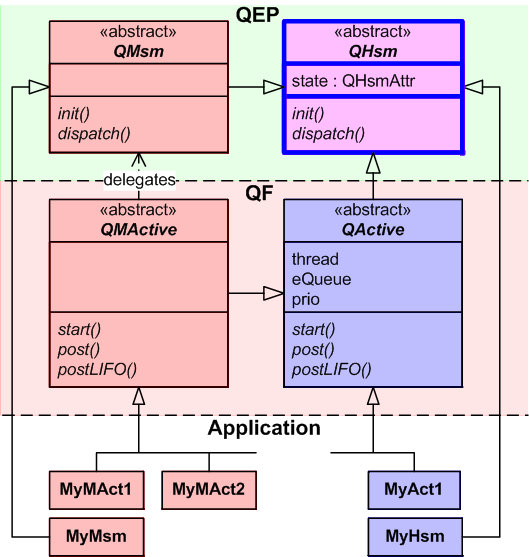 QEP
«abstract»
QMsm
init()
dispatch()
«abstract»
QHsm
state : QHsmAttr
init()
dispatch()
delegates
QF
«abstract»
QMActive
start()
post()
postLIFO()
«abstract»
QActive
thread
eQueue
prio
start()
post()
postLIFO()
Application
MyMAct1
MyMAct2
MyAct1
MyMsm
MyHsm